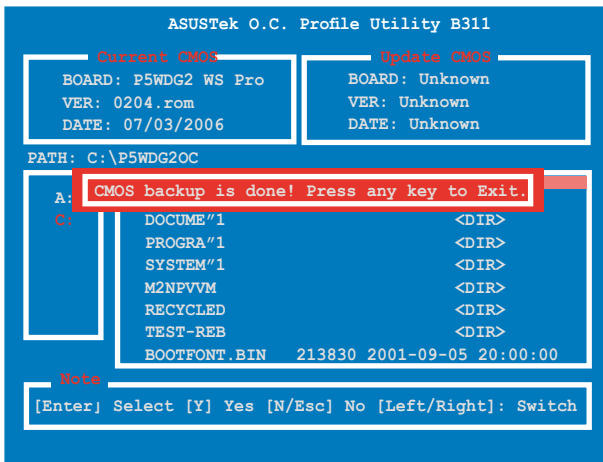 ASUSTek O.C. Profile Utility B311
Current CMOS
BOARD: P5WDG2 WS Pro
VER: 0204.rom
DATE: 07/03/2006
Update CMOS
BOARD: Unknown
VER: Unknown
DATE: Unknown
PATH: C:\P5WDG2OC
A:
C:
CMOS backup is done! Press any key to Exit.
DOCUME"1 <DIR>
PROGRA"1 <DIR>
SYSTEM"1 <DIR>
M2NPVVM <DIR>
RECYCLED <DIR>
TEST-REB <DIR>
BOOTFONT.BIN 213830 2001-09-05 20:00:00
Note
[Enter] Select [Y] Yes [N/Esc] No [Left/Right]: Switch